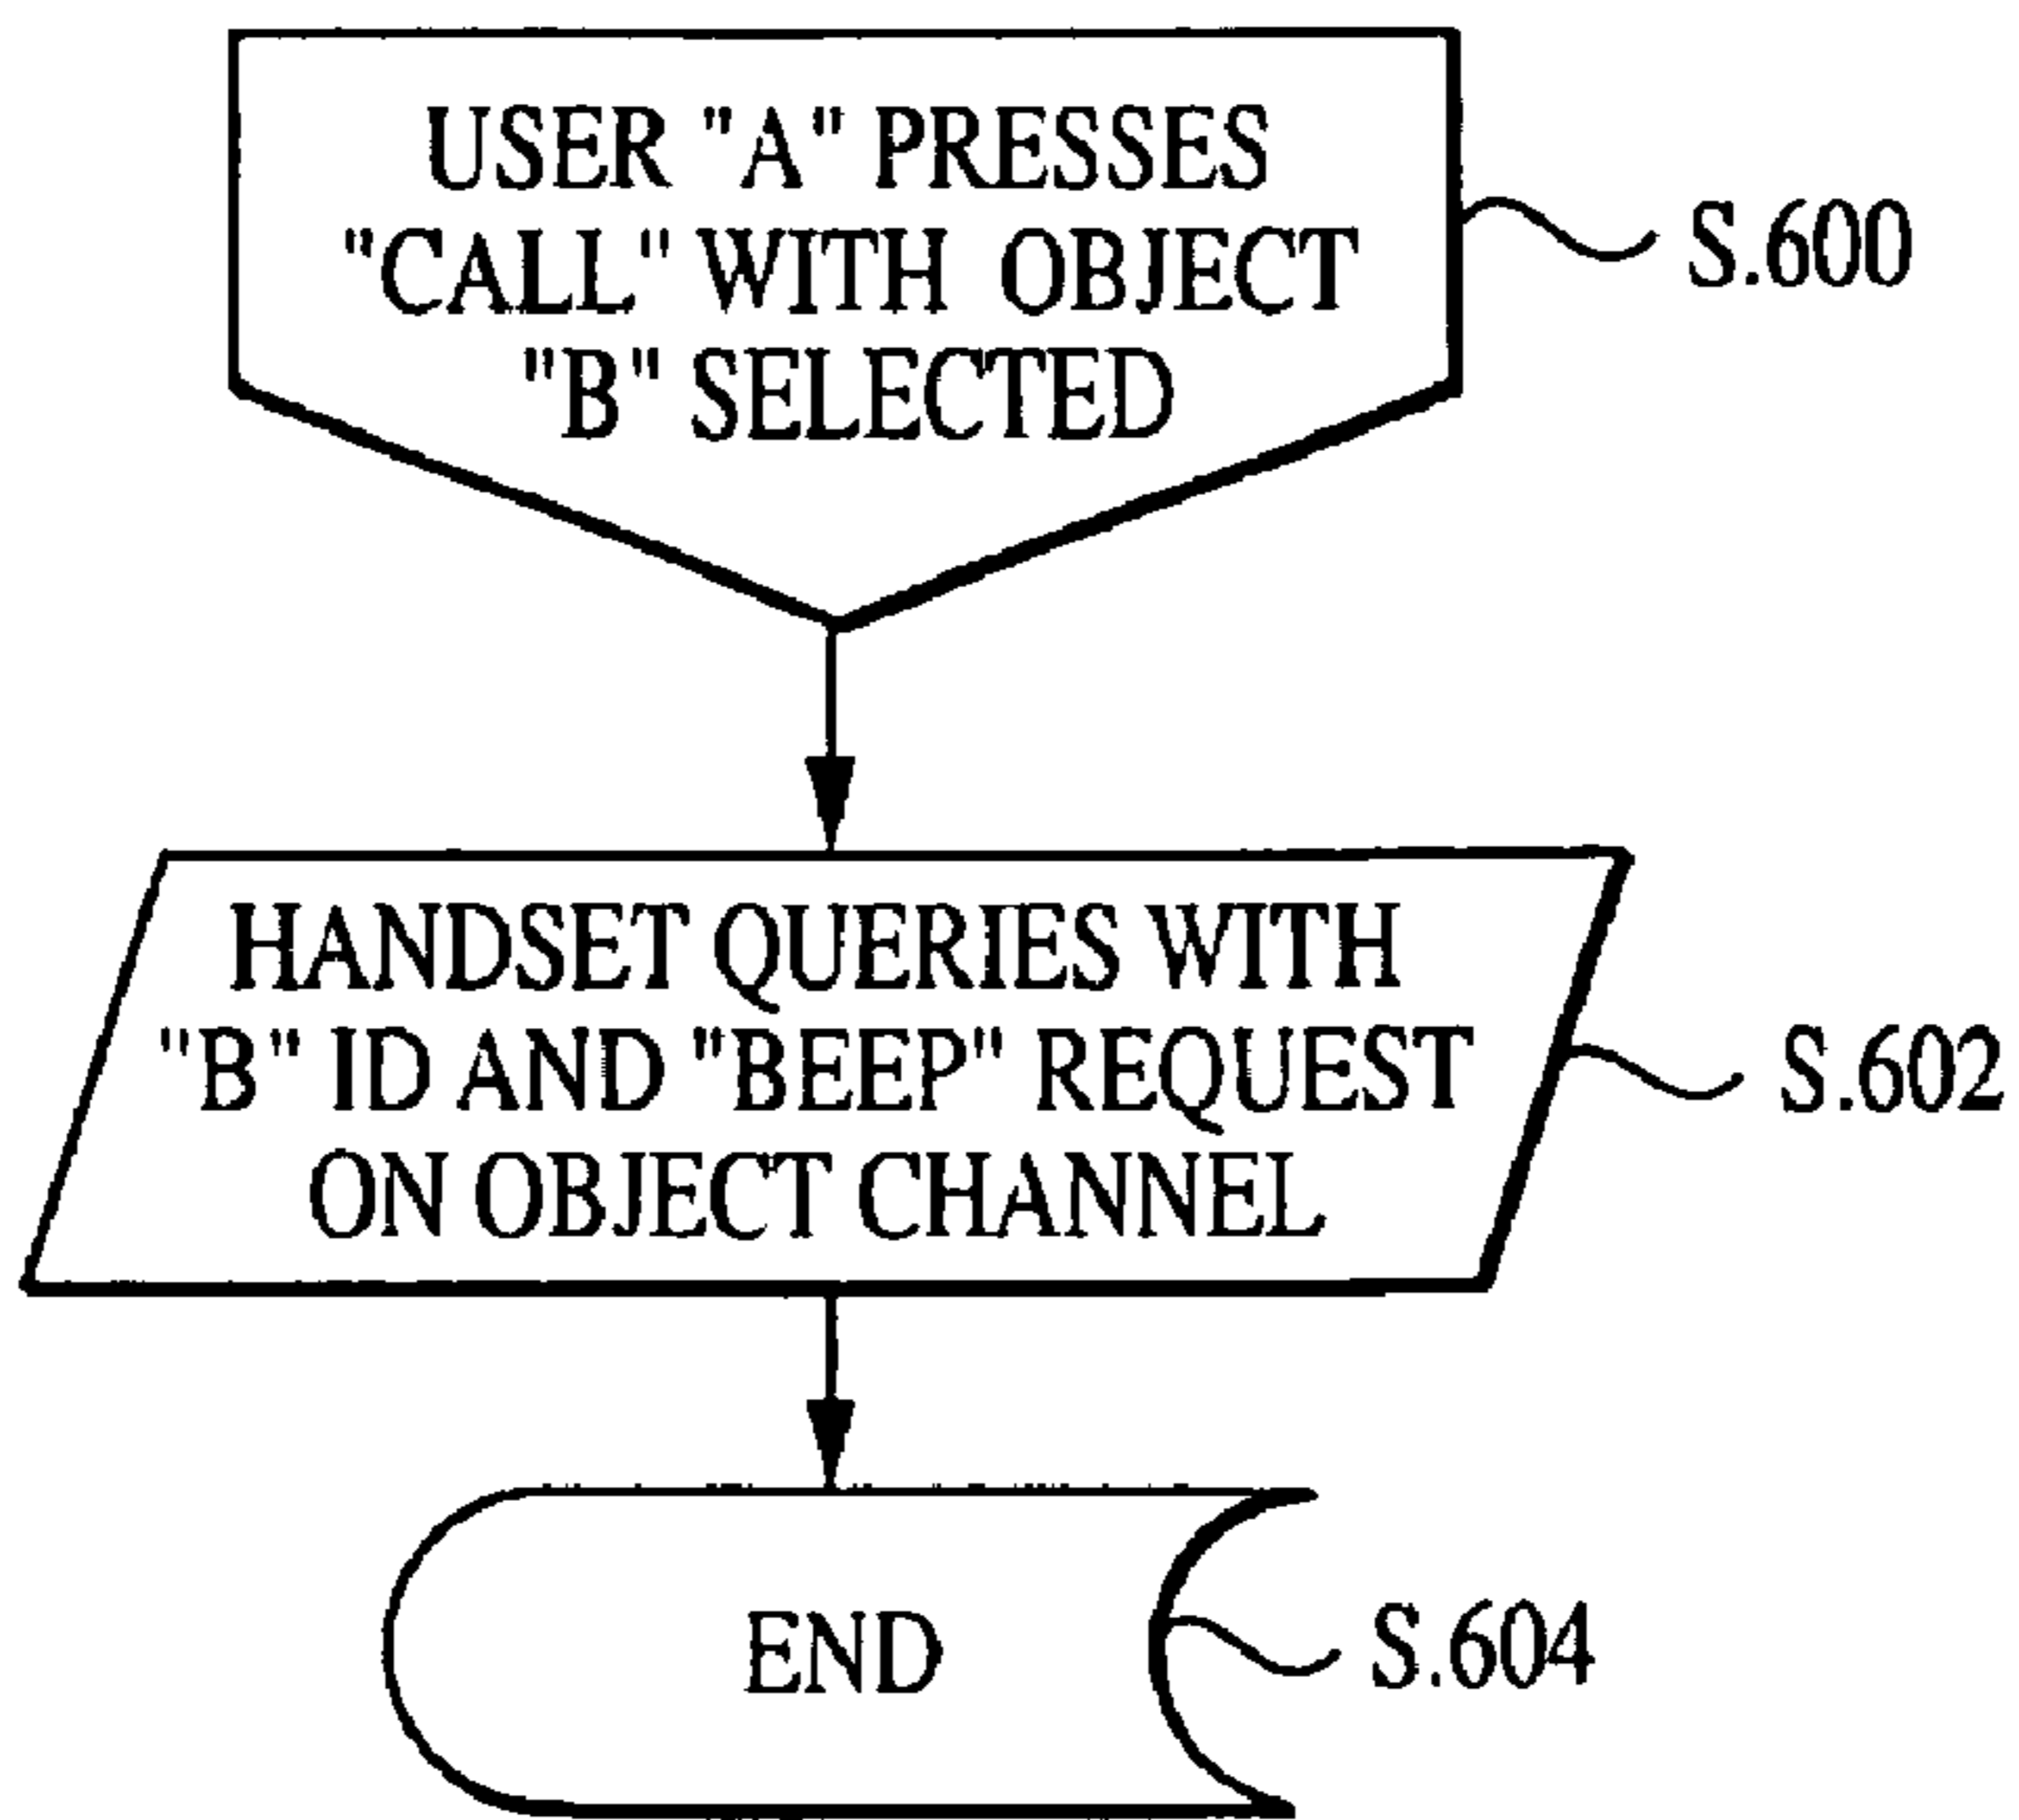 USER "A" PRESSES
"CALL" WITH OBJECT
"B" SELECTED
S.600
HANDSET QUERIES WITH
"B" ID AND "BEEP" REQUEST
ON OBJECT CHANNEL
S.602
END
S.604